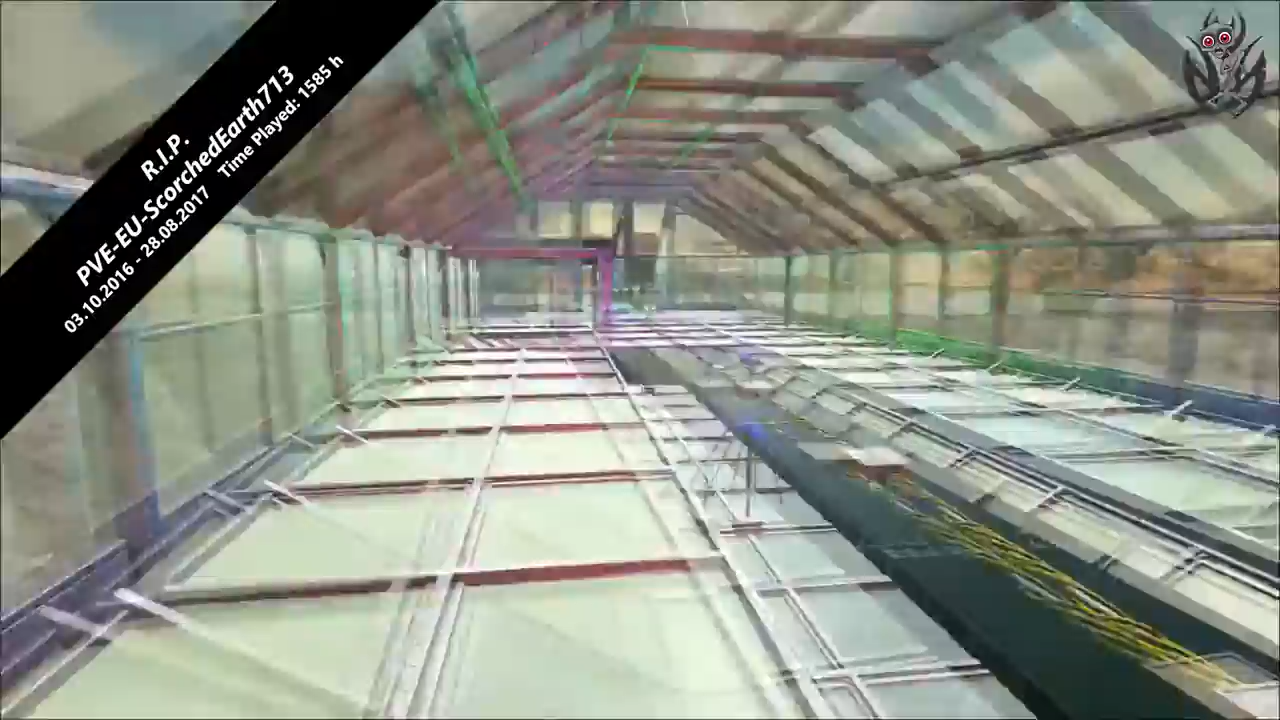 R.I.P.
PVE-EU-ScorchedEarth713
03.10.2016 - 28.08.2017 Time Played: 1585 h